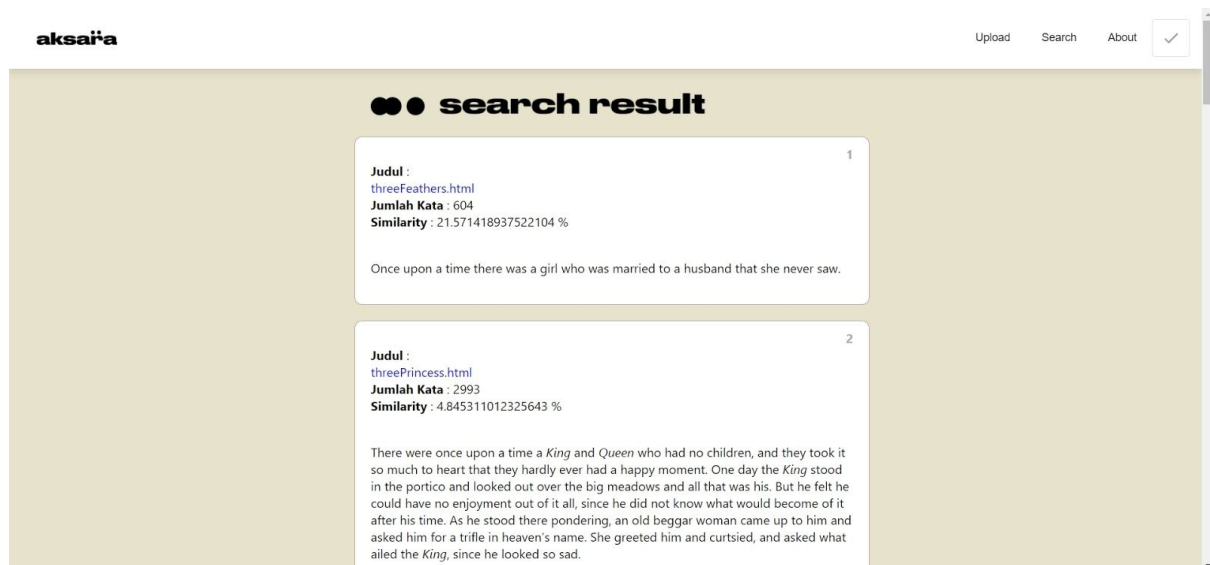 aksara
Upload Search About
search result
1
Judul :
threeFeathers.html
Jumlah Kata : 604
Similarity : 21.571418937522104 %
Once upon a time there was a girl who was married to a husband that she never saw.
2
Judul :
threePrincess.html
Jumlah Kata : 2993
Similarity : 4.845311012325643 %
There were once upon a time a King and Queen who had no children, and they took it
so much to heart that they hardly ever had a happy moment. One day the King stood
in the portico and looked out over the big meadows and all that was his. But he felt he
could have no enjoyment out of it all, since he did not know what would become of it
after his time. As he stood there pondering, an old beggar woman came up to him and
asked him for a trifle in heaven's name. She greeted him and curtsied, and asked what
ailed the King, since he looked so sad.